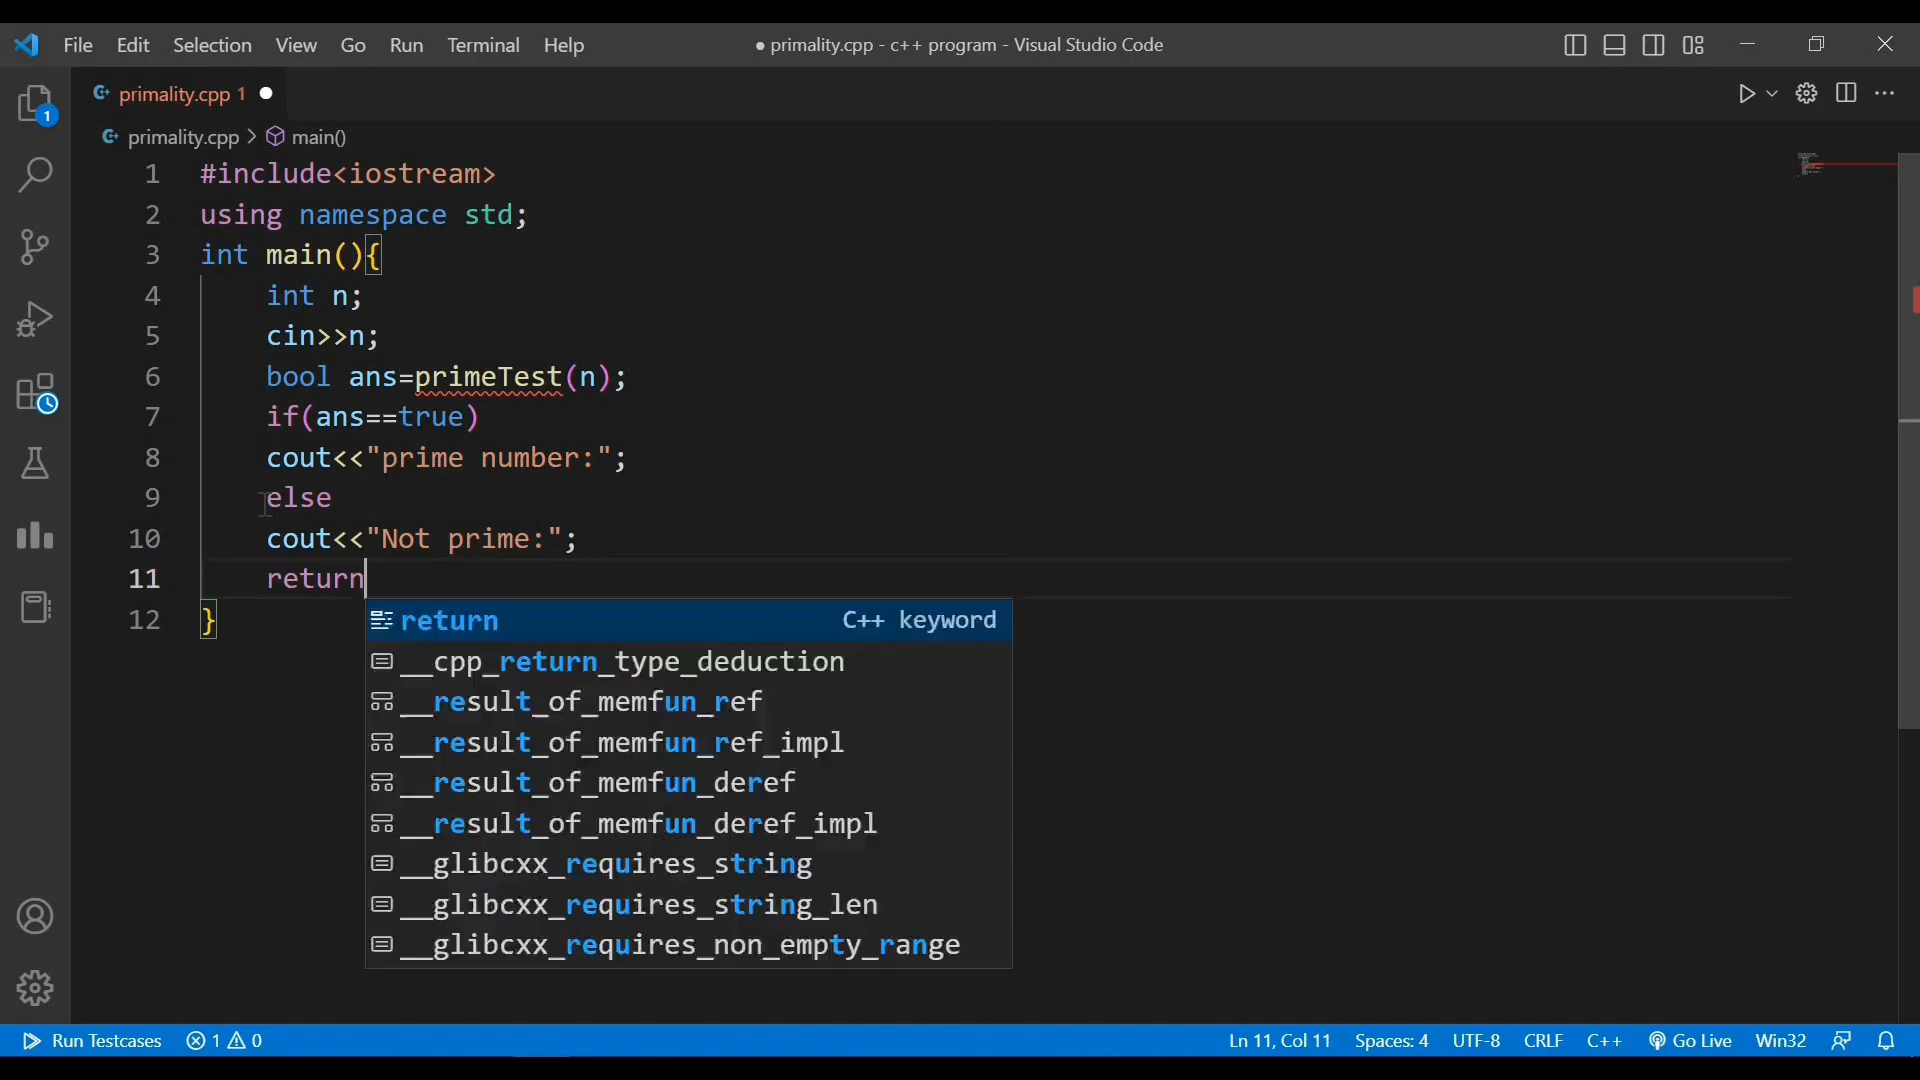 File Edit Selection View Go Run Terminal Help ● primality.cpp - c++ program - Visual Studio Code
primality.cpp 1 ●
primality.cpp > main()
1 #include<iostream>
2 using namespace std;
3 int main(){
4 int n;
5 cin>>n;
6 bool ans=primeTest(n);
7 if(ans==true)
8 cout<<"prime number:";
9 else
10 cout<<"Not prime:";
11 return
12 }
return C++ keyword
__cpp_return_type_deduction
__result_of_memfun_ref
__result_of_memfun_ref_impl
__result_of_memfun_deref
__result_of_memfun_deref_impl
__glibcxx_requires_string
__glibcxx_requires_string_len
__glibcxx_requires_non_empty_range
1
Run Testcases 1 0 Ln 11, Col 11 Spaces: 4 UTF-8 CRLF C++ Go Live Win32